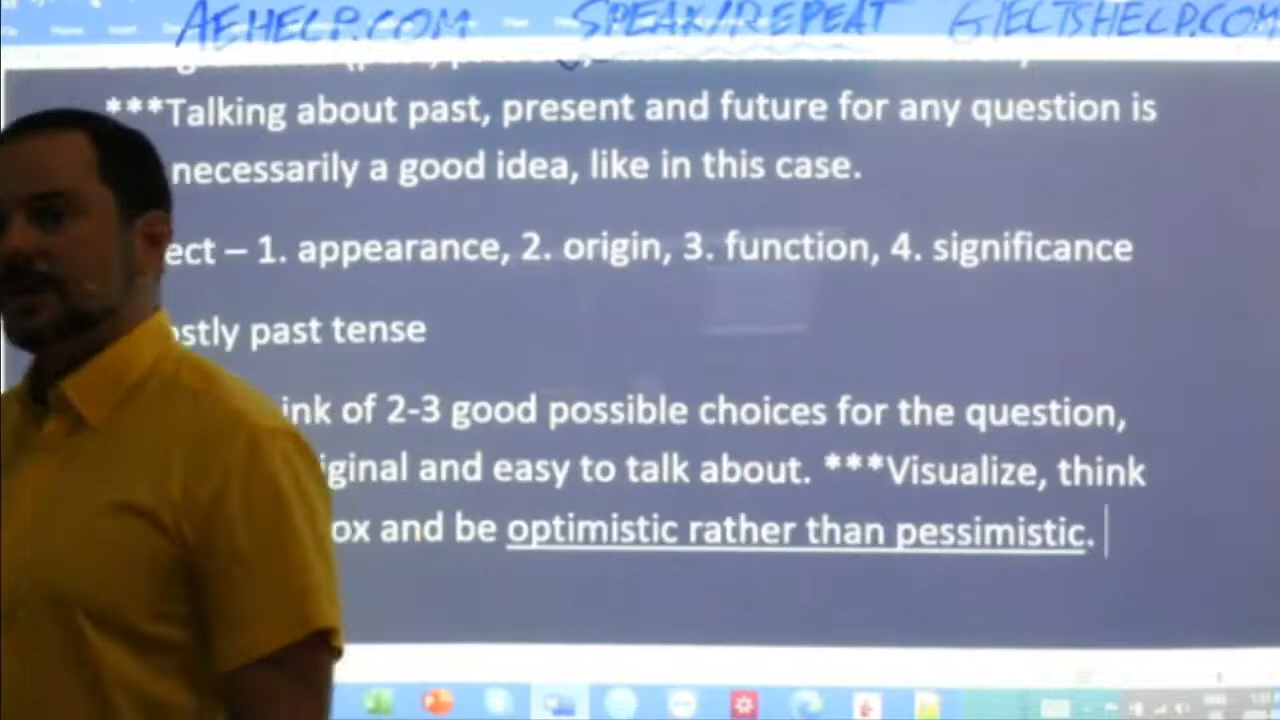 AEHELP.COM SPEAK/REPEAT GIELTSHELP.COM
***Talking about past, present and future for any question is
necessarily a good idea, like in this case.
ect – 1. appearance, 2. origin, 3. function, 4. significance
ostly past tense
ink of 2-3 good possible choices for the question,
iginal and easy to talk about. ***Visualize, think
ox and be optimistic rather than pessimistic.